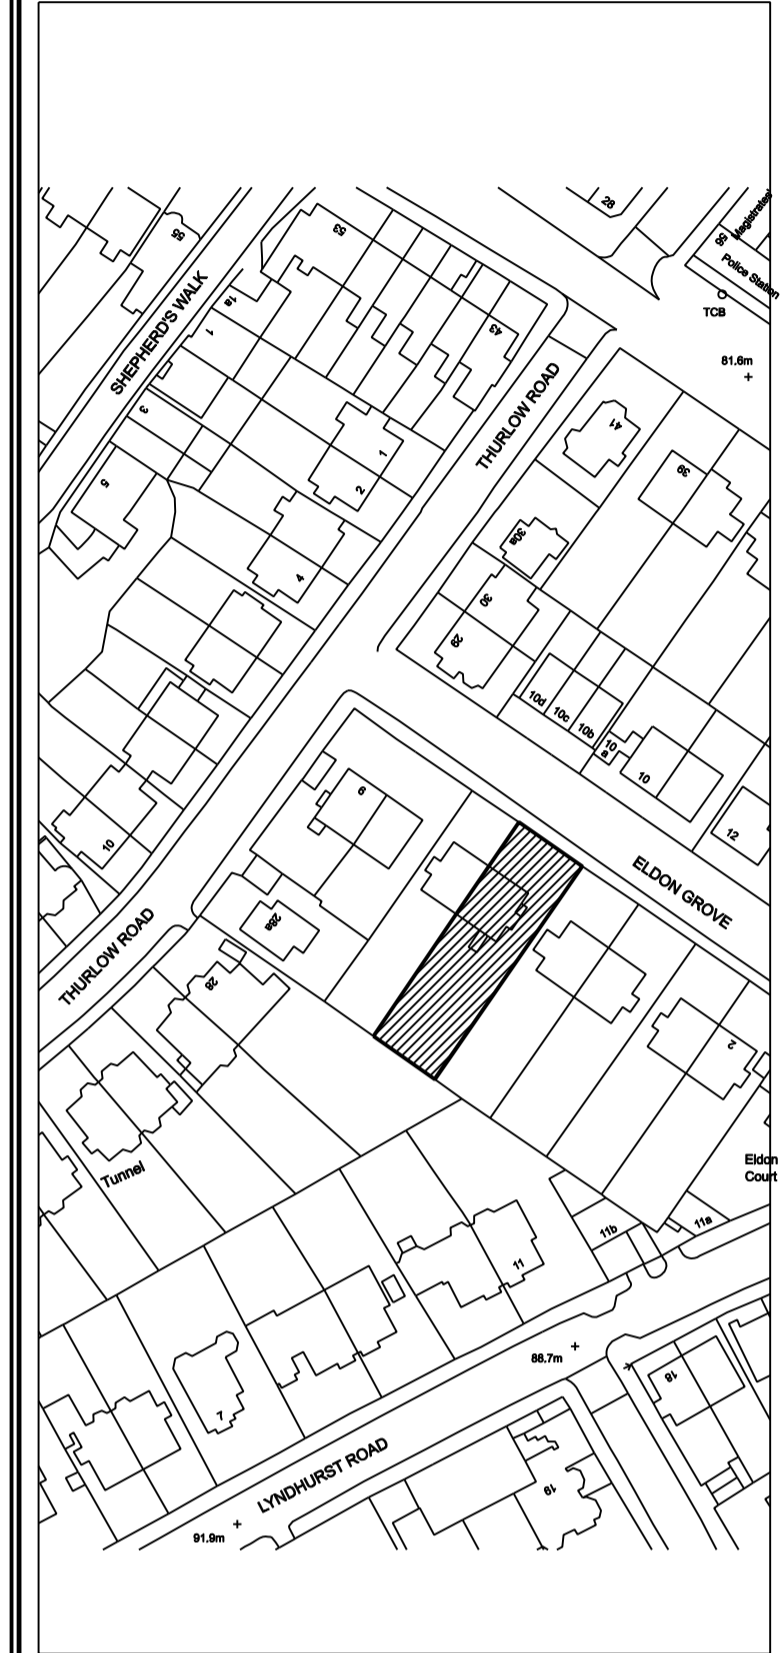 28
Magistrates'
56
Police Station
TCB
55
53
SHEPHERD'S WALK
1a
1
43
81.6m
THURLOW ROAD
41
3
1
39
2
5
30a
4
30
29
10d
10c
10b
10
a
10
6
12
10
ELDON GROVE
28a
THURLOW ROAD
28
2
Tunnel
Eldon
Court
11a
11b
11
88.7m
18
7
LYNDHURST ROAD
19
91.9m